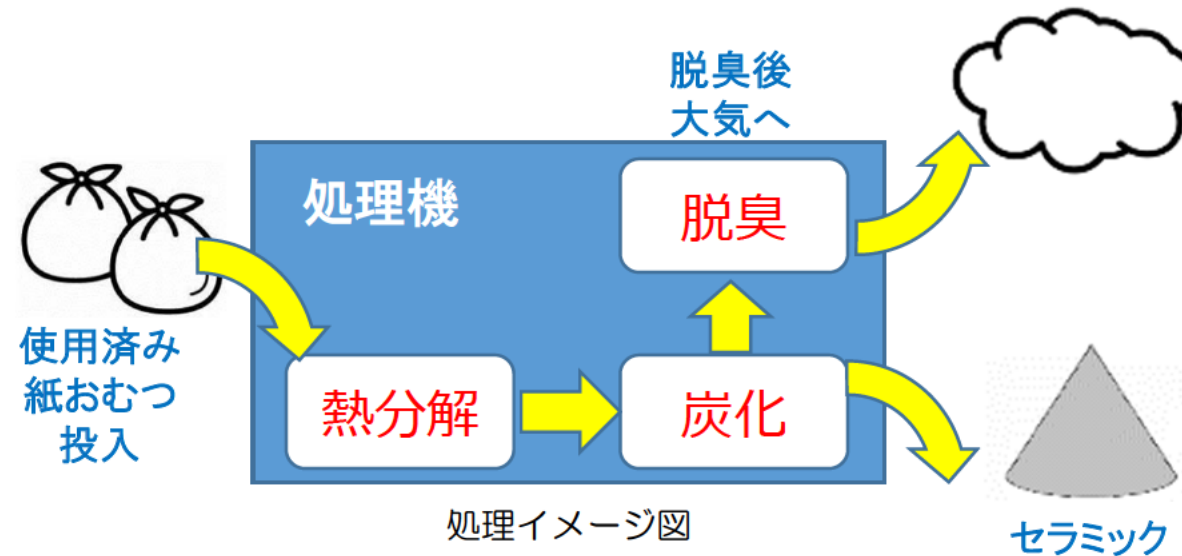 脱臭後
大気へ
処理機
脱臭
使用済み
紙おむつ
投入
熱分解
炭化
処理イメージ図
セラミック